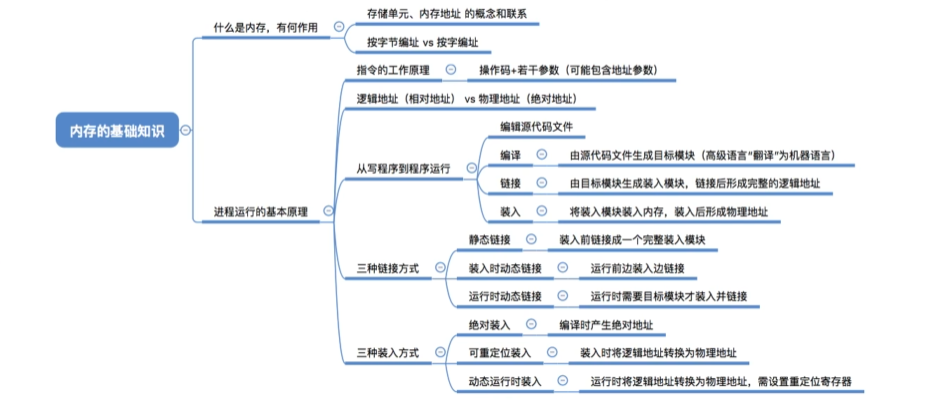 内存的基础知识
什么是内存，有何作用
存储单元、内存地址 的概念和联系
按字节编址 vs 按字编址
进程运行的基本原理
指令的工作原理
操作码+若干参数（可能包含地址参数）
逻辑地址（相对地址） vs 物理地址（绝对地址）
从写程序到程序运行
编辑源代码文件
编译
由源代码文件生成目标模块（高级语言“翻译”为机器语言）
链接
由目标模块生成装入模块，链接后形成完整的逻辑地址
装入
将装入模块装入内存，装入后形成物理地址
三种链接方式
静态链接
装入前链接成一个完整装入模块
装入时动态链接
运行前边装入边链接
运行时动态链接
运行时需要目标模块才装入并链接
三种装入方式
绝对装入
编译时产生绝对地址
可重定位装入
装入时将逻辑地址转换为物理地址
动态运行时装入
运行时将逻辑地址转换为物理地址，需设置重定位寄存器